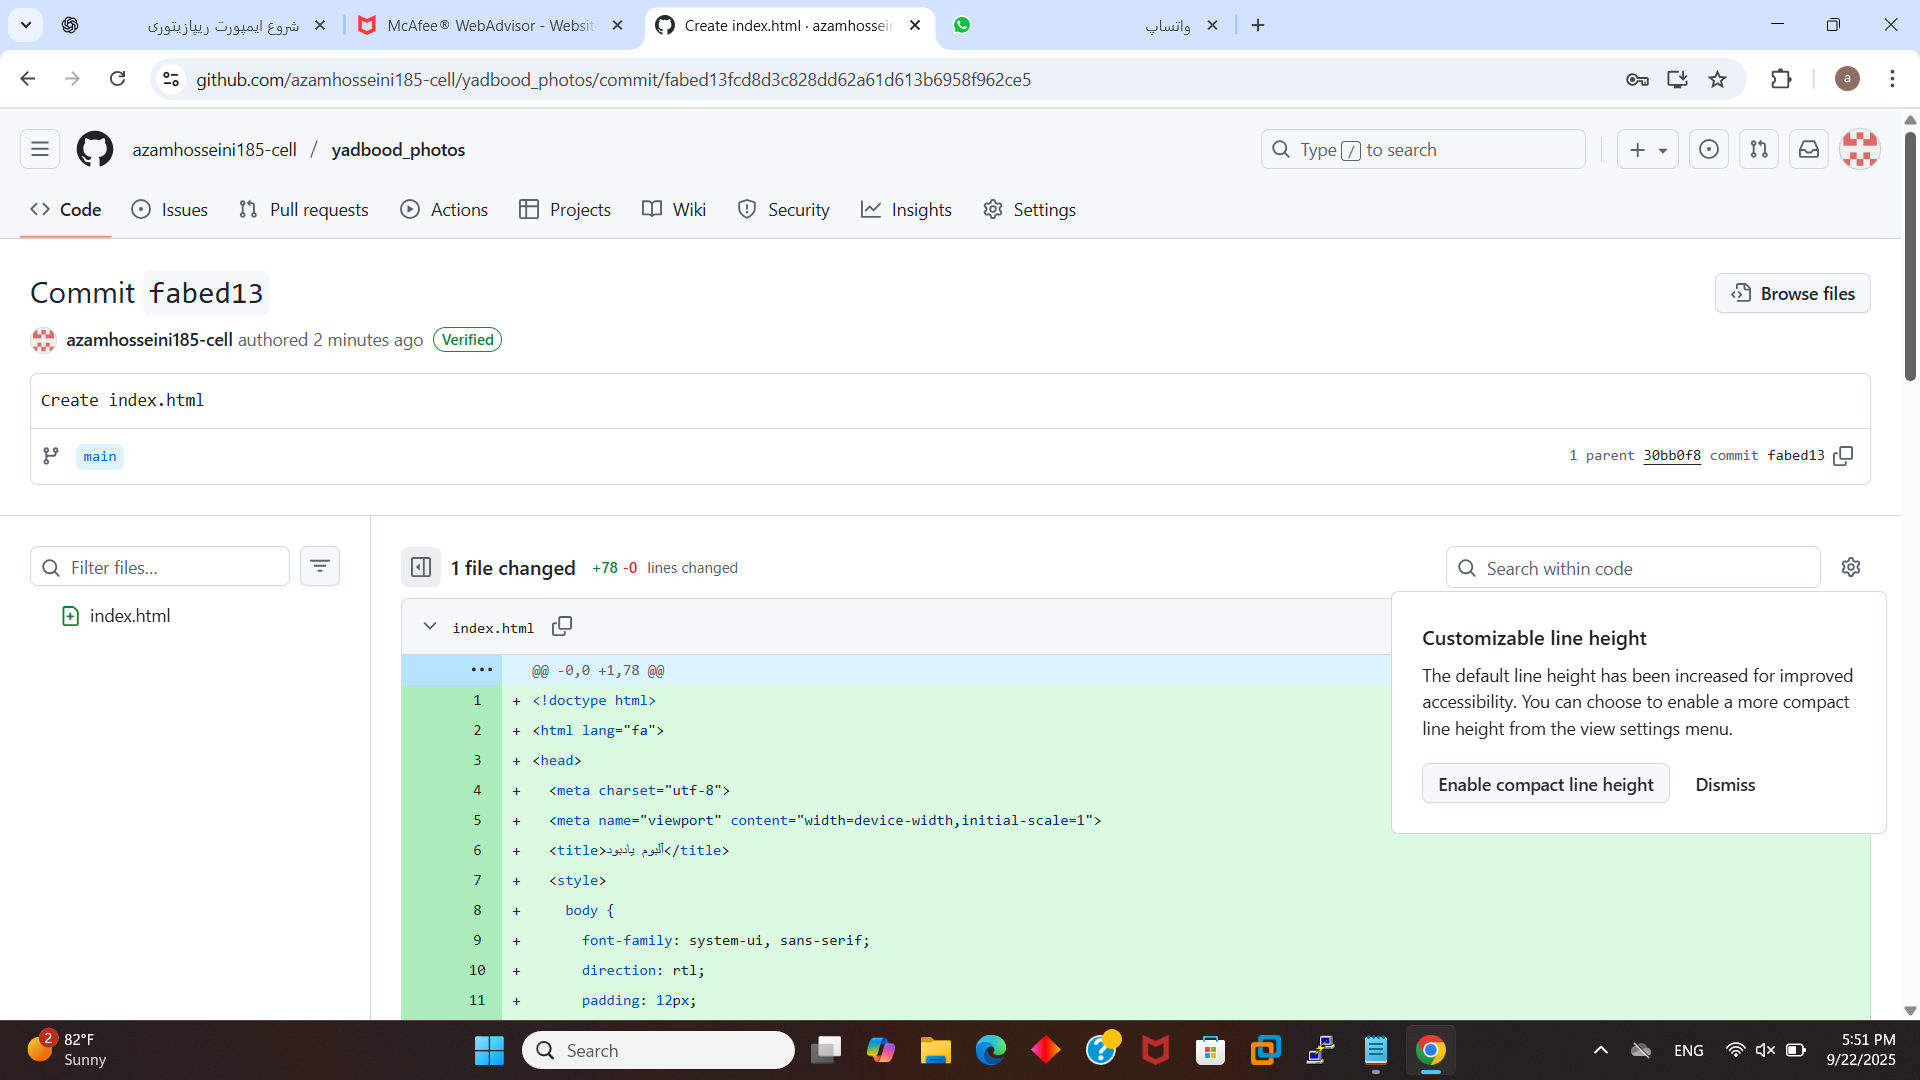 شروع ایمپورت ریپازیتوری
McAfee® WebAdvisor - Websit
Create index.html · azamhossein
واتساپ
github.com/azamhosseini185-cell/yadbood_photos/commit/fabed13fcd8d3c828dd62a61d613b6958f962ce5
a
azamhosseini185-cell / yadbood_photos
Type / to search
Code
Issues
Pull requests
Actions
Projects
Wiki
Security
Insights
Settings
Commit fabed13
Browse files
azamhosseini185-cell authored 2 minutes ago Verified
Create index.html
main
1 parent 30bb0f8 commit fabed13
Filter files...
index.html
1 file changed +78 -0 lines changed
Search within code
index.html
Customizable line height
The default line height has been increased for improved
accessibility. You can choose to enable a more compact
line height from the view settings menu.
Enable compact line height Dismiss
@@ -0,0 +1,78 @@
1 + <!doctype html>
2 + <html lang="fa">
3 + <head>
4 + <meta charset="utf-8">
5 + <meta name="viewport" content="width=device-width,initial-scale=1">
6 + <title>آلبوم یادبود</title>
7 + <style>
8 + body {
9 + font-family: system-ui, sans-serif;
10 + direction: rtl;
11 + padding: 12px;
2
82°F
Sunny
Search
ENG
5:51 PM
9/22/2025